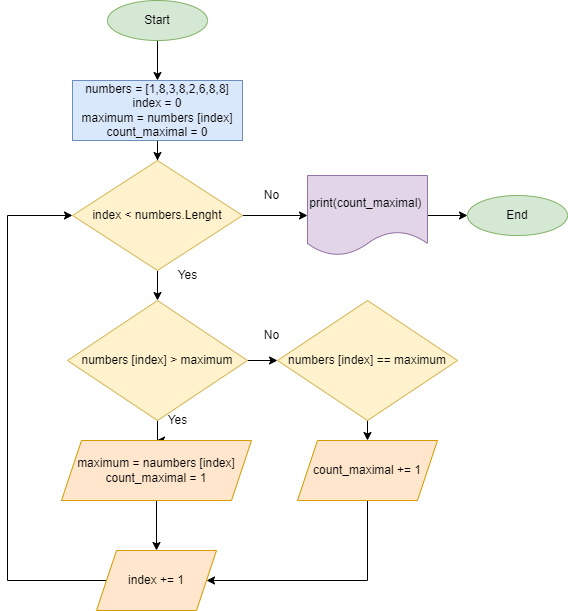 Start
numbers = [1,8,3,8,2,6,8,8]
index = 0
maximum = numbers [index]
count_maximal = 0
index < numbers.Lenght
No
print(count_maximal)
End
Yes
numbers [index] > maximum
No
numbers [index] == maximum
Yes
maximum = naumbers [index]
count_maximal = 1
count_maximal += 1
index += 1